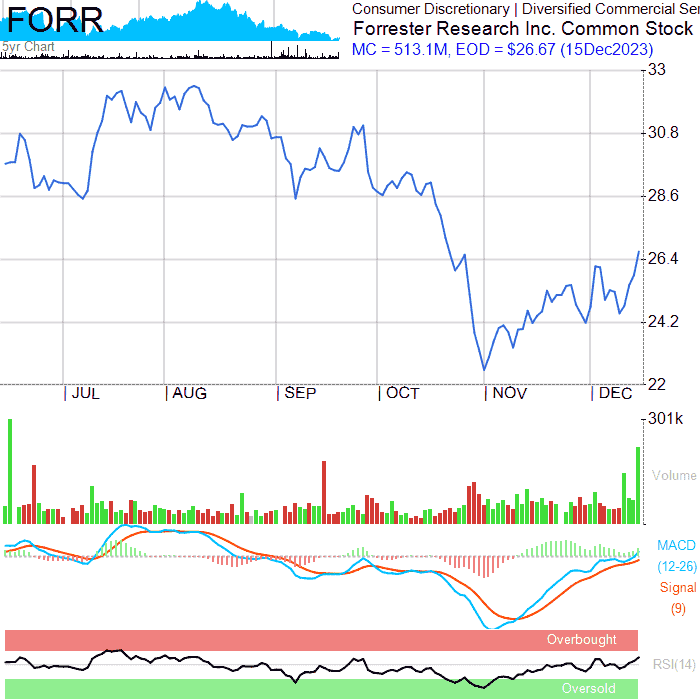 FORR
5yr Chart
Consumer Discretionary | Diversified Commercial Ser
Forrester Research Inc. Common Stock
MC = 513.1M, EOD = $26.67 (15Dec2023)
33
30.8
28.6
26.4
24.2
22
JUL AUG SEP OCT NOV DEC
301k
Volume
MACD
(12-26)
Signal
(9)
Overbought
RSI(14)
Oversold